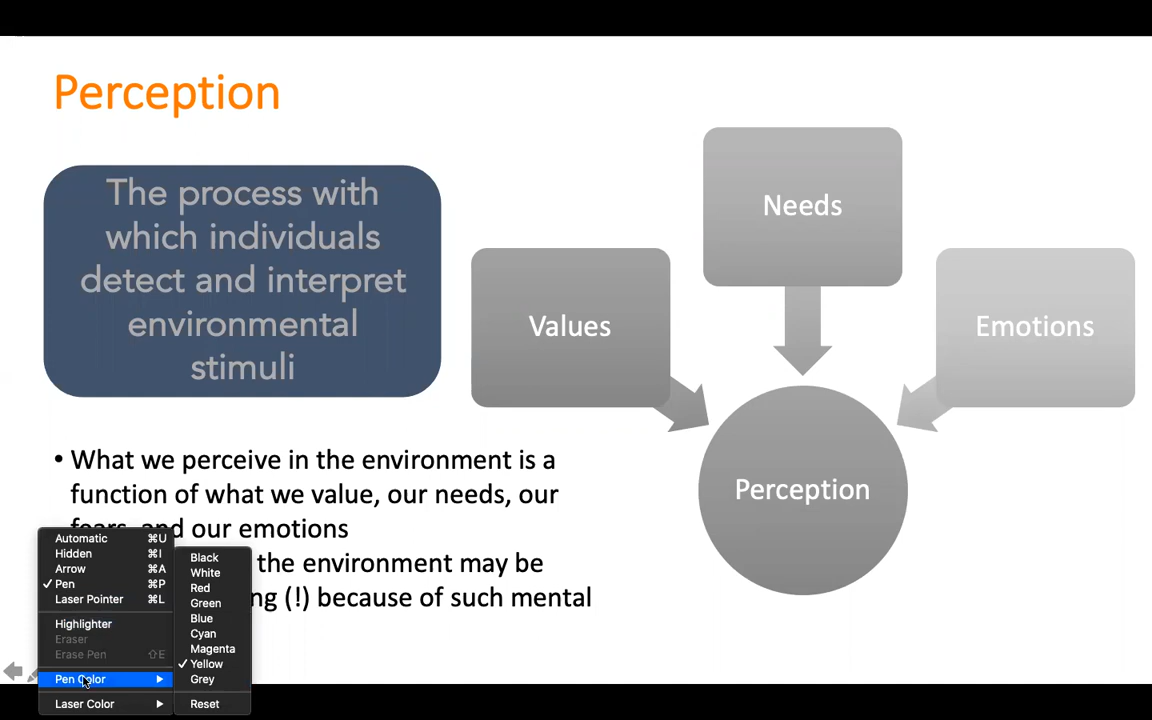 Perception
The process with
which individuals
detect and interpret
environmental
stimuli
Needs
Values
Emotions
Perception
• What we perceive in the environment is a
function of what we value, our needs, our
fears, and our emotions
the environment may be
(!) because of such mental
Automatic ⌘U
Hidden ⌘I
Arrow ⌘A
✓ Pen ⌘P
Laser Pointer ⌘L
Highlighter
Eraser
Erase Pen ⇧E
Pen Color
Laser Color
Black
White
Red
Green
Blue
Cyan
Magenta
✓ Yellow
Grey
Reset